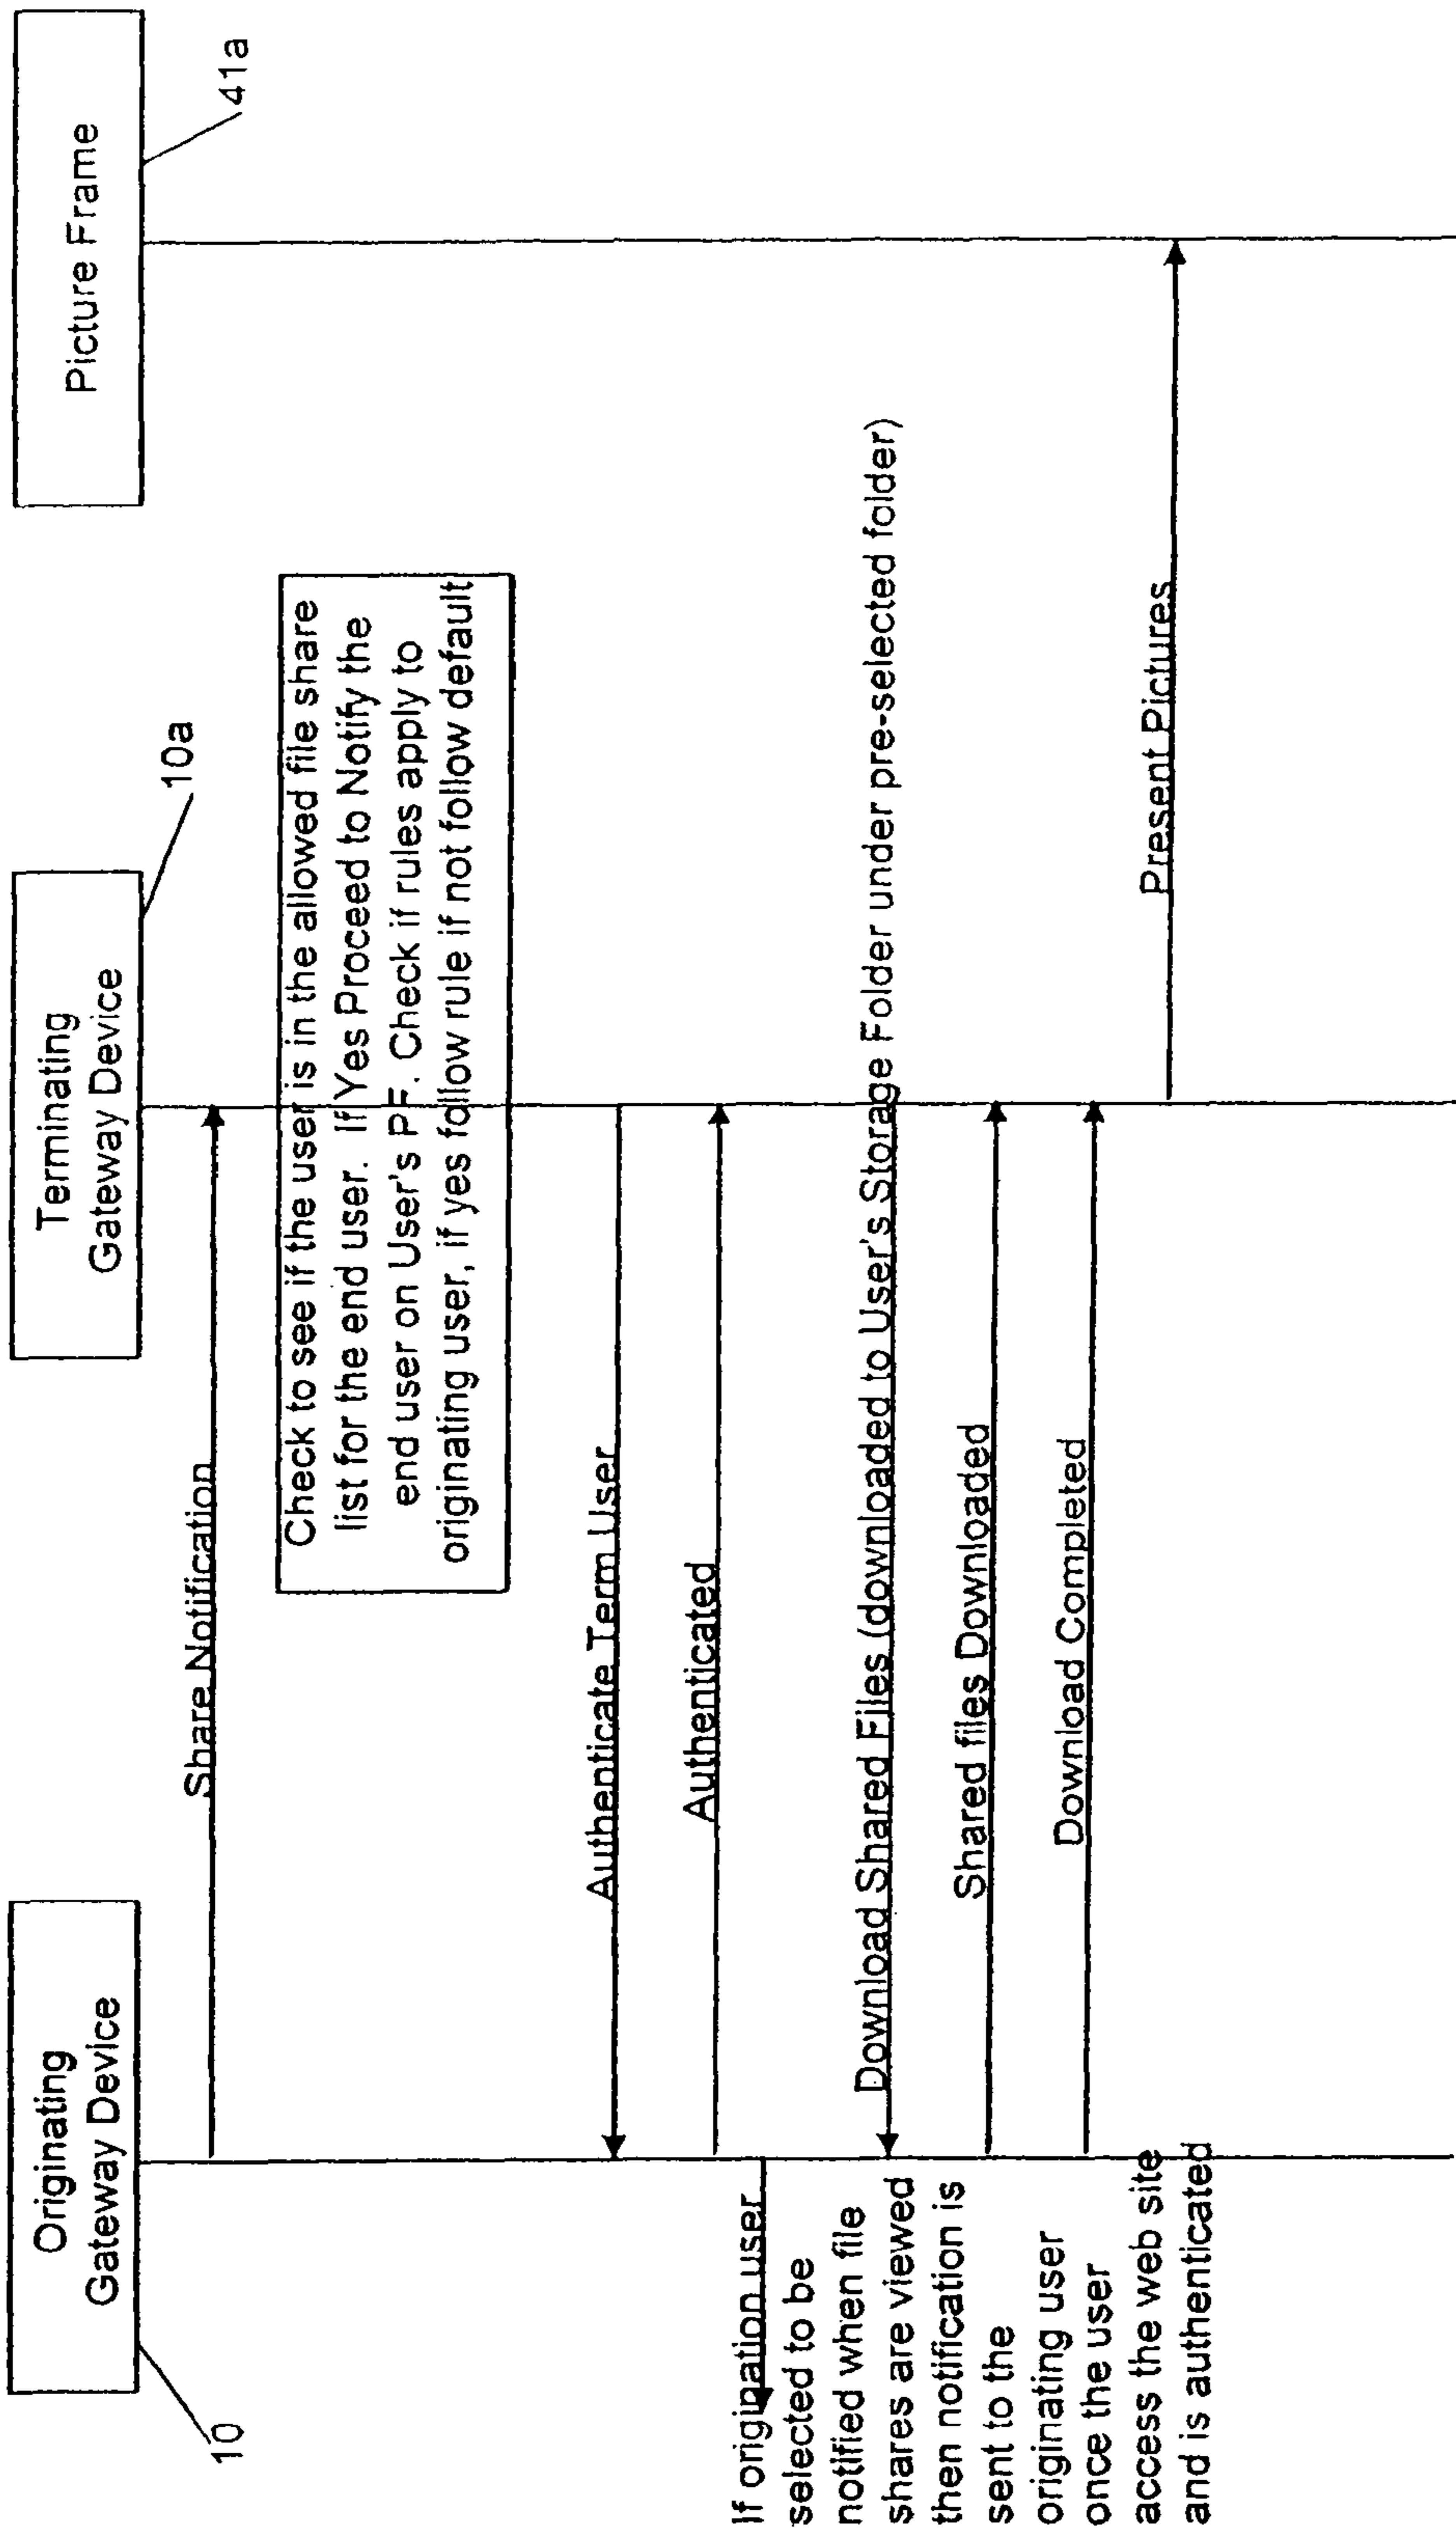 Originating
Gateway Device
10
Terminating
Gateway Device
10a
Picture Frame
41a
Share Notification
Check to see if the user is in the allowed file share
list for the end user. If Yes Proceed to Notify the
end user on User's PF. Check if rules apply to
originating user, if yes follow rule if not follow default
Authenticate Term User
Authenticated
If origination user
selected to be
notified when file
shares are viewed
then notification is
sent to the
originating user
once the user
access the web site
and is authenticated
Download Shared Files (downloaded to User's Storage Folder under pre-selected folder)
Shared files Downloaded
Download Completed
Present Pictures